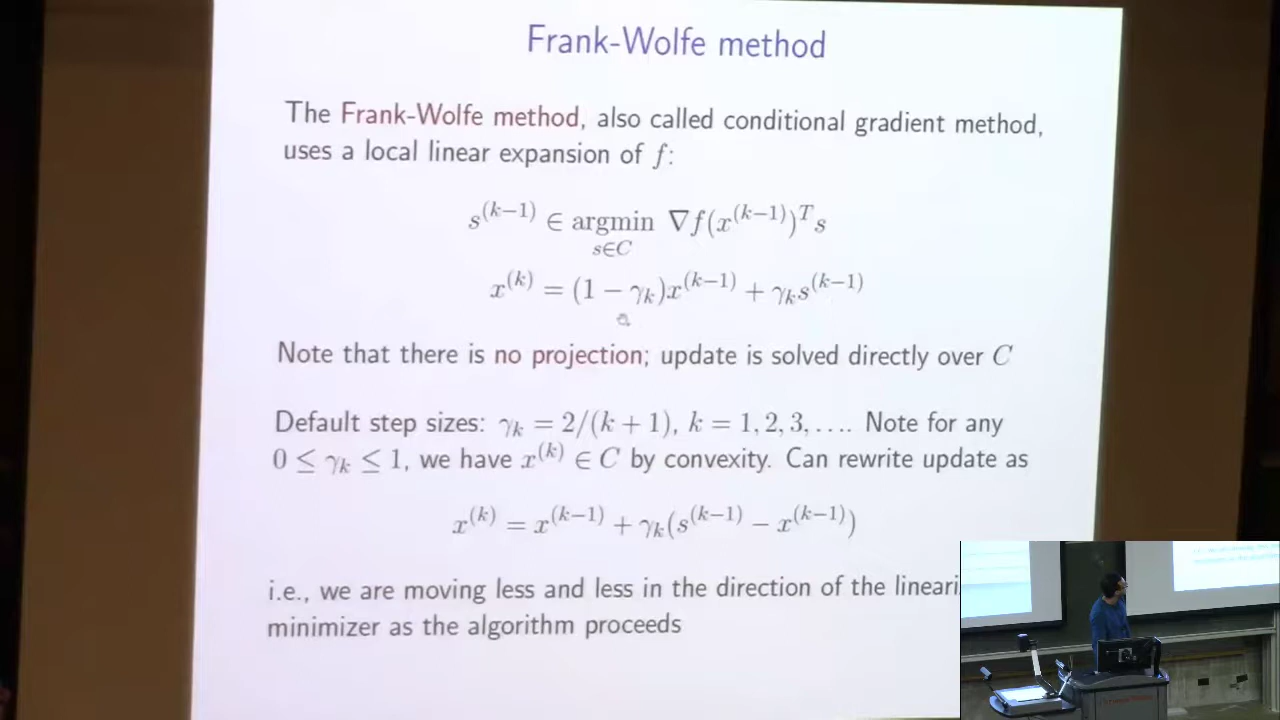 Frank-Wolfe method
The Frank-Wolfe method, also called conditional gradient method,
uses a local linear expansion of f:
s^{(k−1)} ∈ argmin_{s∈C} ∇f(x^{(k−1)})^T s
x^{(k)} = (1 − γ_k)x^{(k−1)} + γ_k s^{(k−1)}
Note that there is no projection; update is solved directly over C
Default step sizes: γ_k = 2/(k + 1), k = 1, 2, 3, .... Note for any
0 ≤ γ_k ≤ 1, we have x^{(k)} ∈ C by convexity. Can rewrite update as
x^{(k)} = x^{(k−1)} + γ_k(s^{(k−1)} − x^{(k−1)})
i.e., we are moving less and less in the direction of the lineari
minimizer as the algorithm proceeds